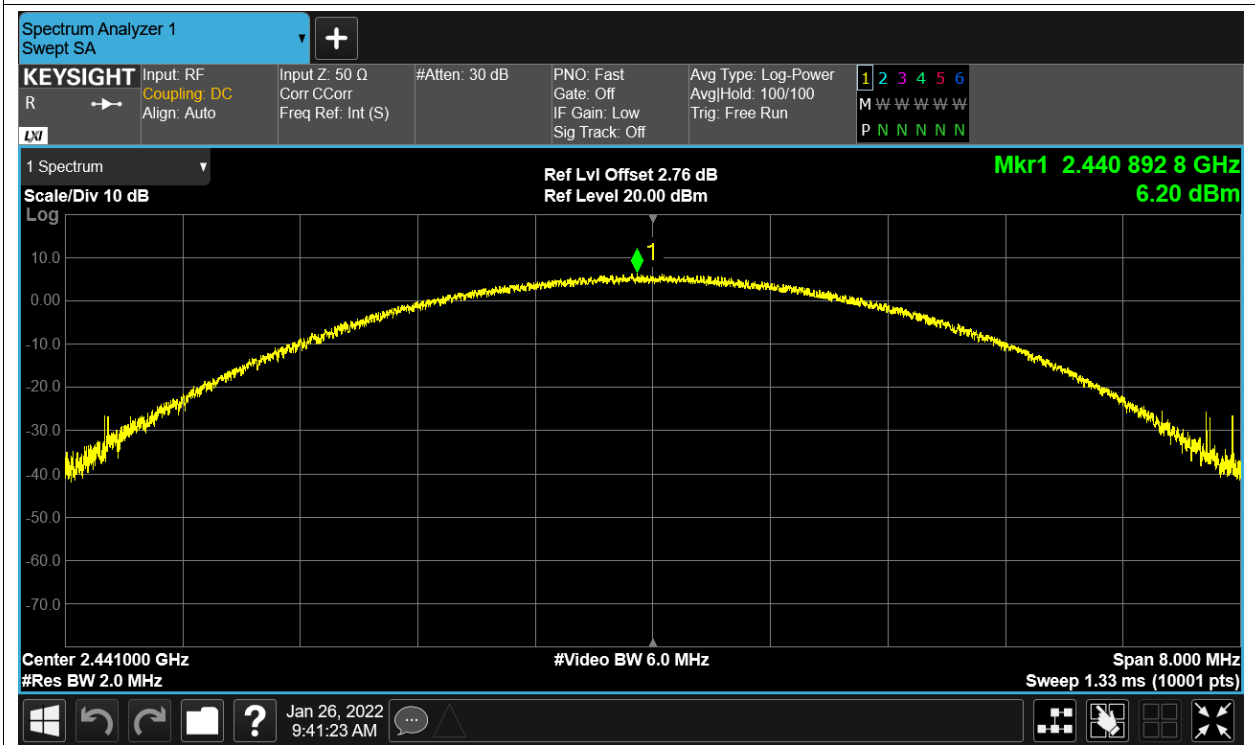 Spectrum Analyzer 1
Swept SA
KEYSIGHT
R
LXI
Input: RF
Coupling: DC
Align: Auto
Input Z: 50 Ω
Corr CCorr
Freq Ref: Int (S)
#Atten: 30 dB
PNO: Fast
Gate: Off
IF Gain: Low
Sig Track: Off
Avg Type: Log-Power
Avg|Hold: 100/100
Trig: Free Run
1 2 3 4 5 6
M W W W W W
P N N N N N
1 Spectrum
Scale/Div 10 dB
Log
Ref Lvl Offset 2.76 dB
Ref Level 20.00 dBm
Mkr1 2.440 892 8 GHz
6.20 dBm
1
10.0
0.00
-10.0
-20.0
-30.0
-40.0
-50.0
-60.0
-70.0
Center 2.441000 GHz
#Res BW 2.0 MHz
#Video BW 6.0 MHz
Span 8.000 MHz
Sweep 1.33 ms (10001 pts)
?
Jan 26, 2022
9:41:23 AM